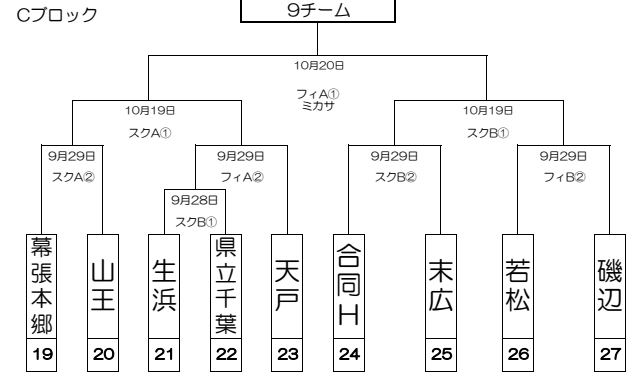 Cブロック
9チーム
10月20日
フィA①
ミカサ
10月19日
スクA①
10月19日
スクB①
9月29日
スクA②
9月29日
フィA②
9月29日
スクB②
9月29日
フィB②
9月28日
スクB①
幕張本郷
山王
生浜
県立千葉
天戸
合同H
末広
若松
磯辺
19
20
21
22
23
24
25
26
27